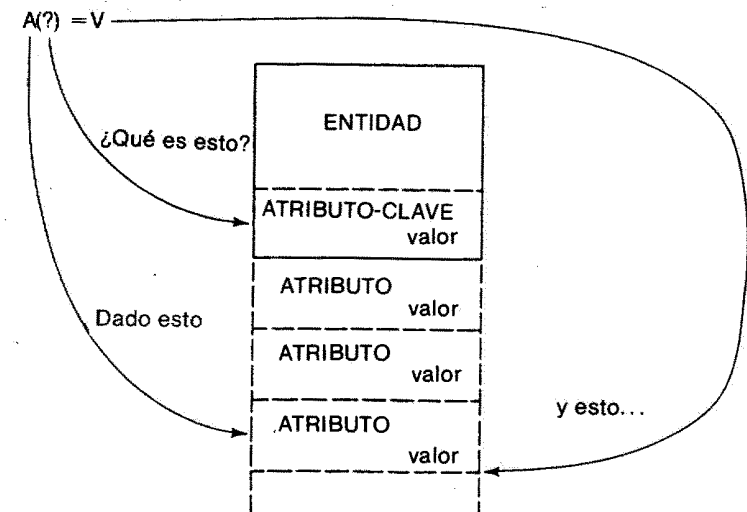 A(?) = V
ENTIDAD
¿Qué es esto?
ATRIBUTO-CLAVE
valor
ATRIBUTO
valor
Dado esto
ATRIBUTO
valor
y esto...
ATRIBUTO
valor